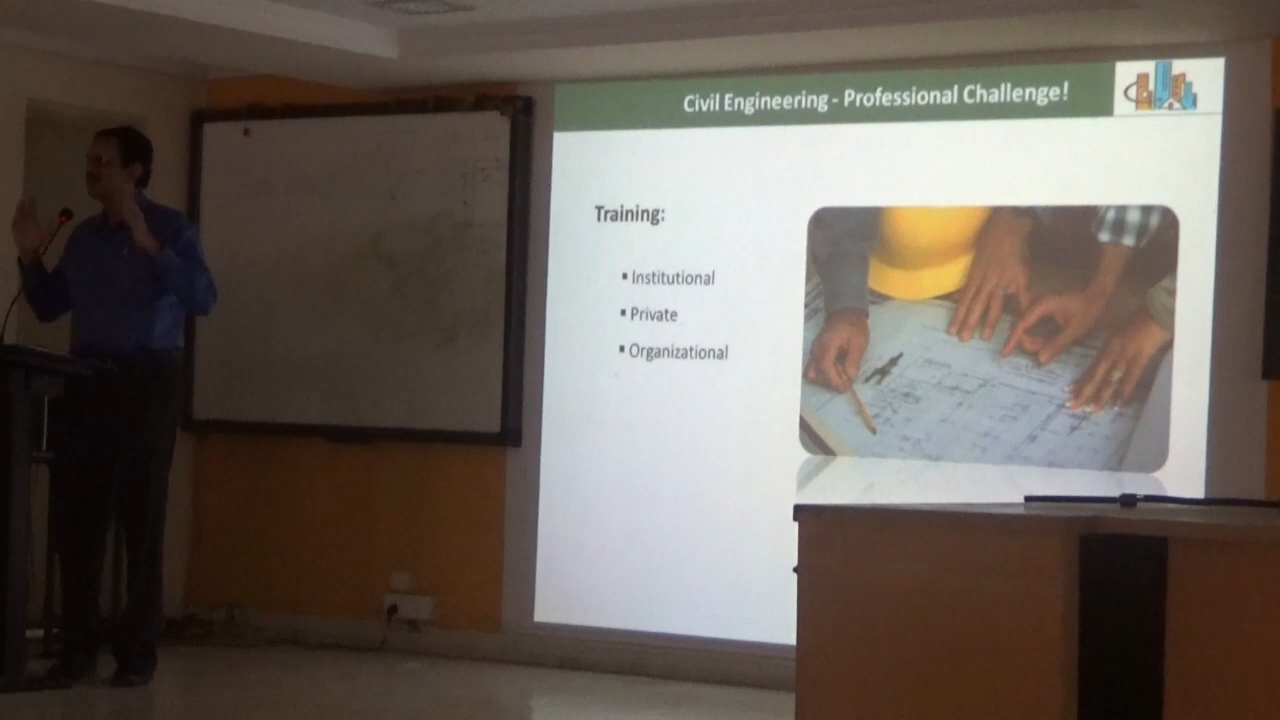 Civil Engineering - Professional Challenge!
Training:
▪ Institutional
▪ Private
▪ Organizational